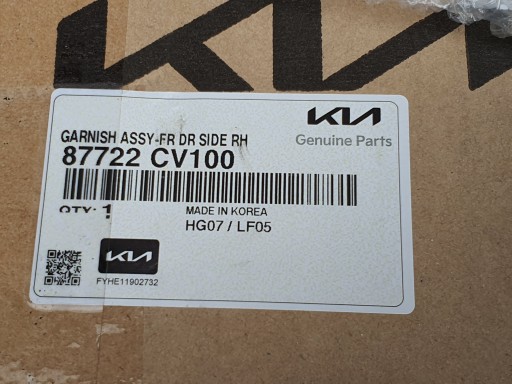 KIA
KIA
Genuine Parts
GARNISH ASSY-FR DR SIDE RH
87722 CV100
QTY: 1
MADE IN KOREA
HG07 / LF05
KIA
FYHE11902732